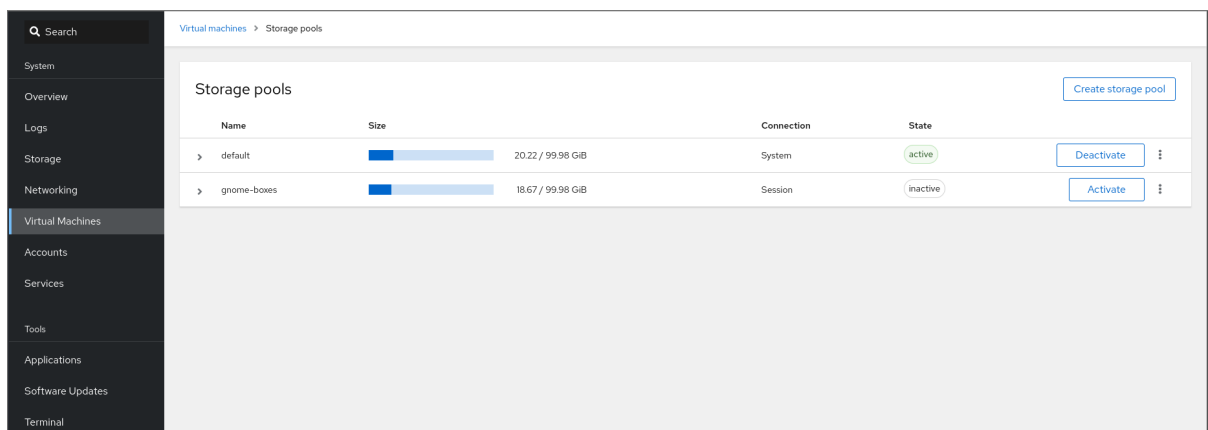 Search
System
Overview
Logs
Storage
Networking
Virtual Machines
Accounts
Services
Tools
Applications
Software Updates
Terminal
Virtual machines > Storage pools
Storage pools
Create storage pool
Name Size Connection State
default 20.22 / 99.98 GiB System active Deactivate
gnome-boxes 18.67 / 99.98 GiB Session inactive Activate